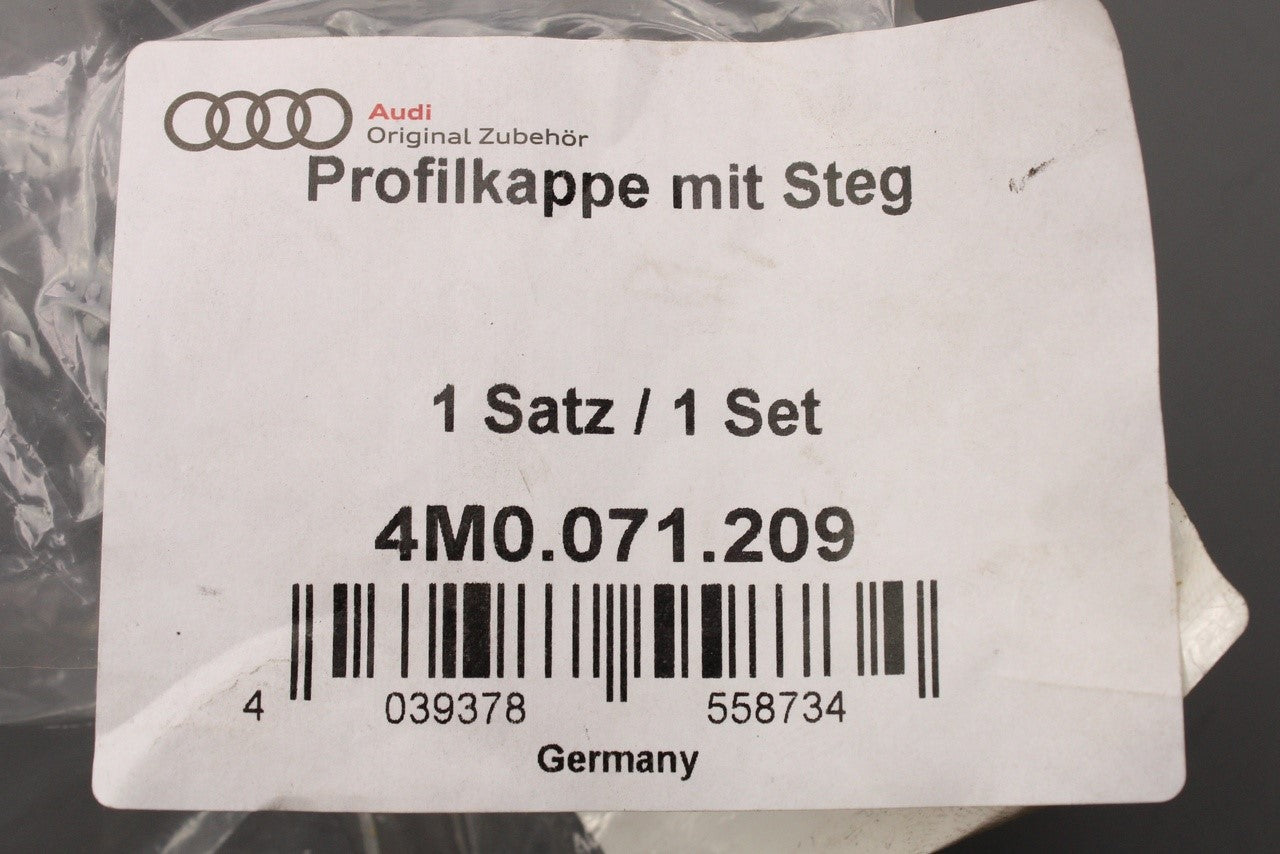 Audi
Original Zubehör
Profilkappe mit Steg
1 Satz / 1 Set
4M0.071.209
4 039378 558734
Germany